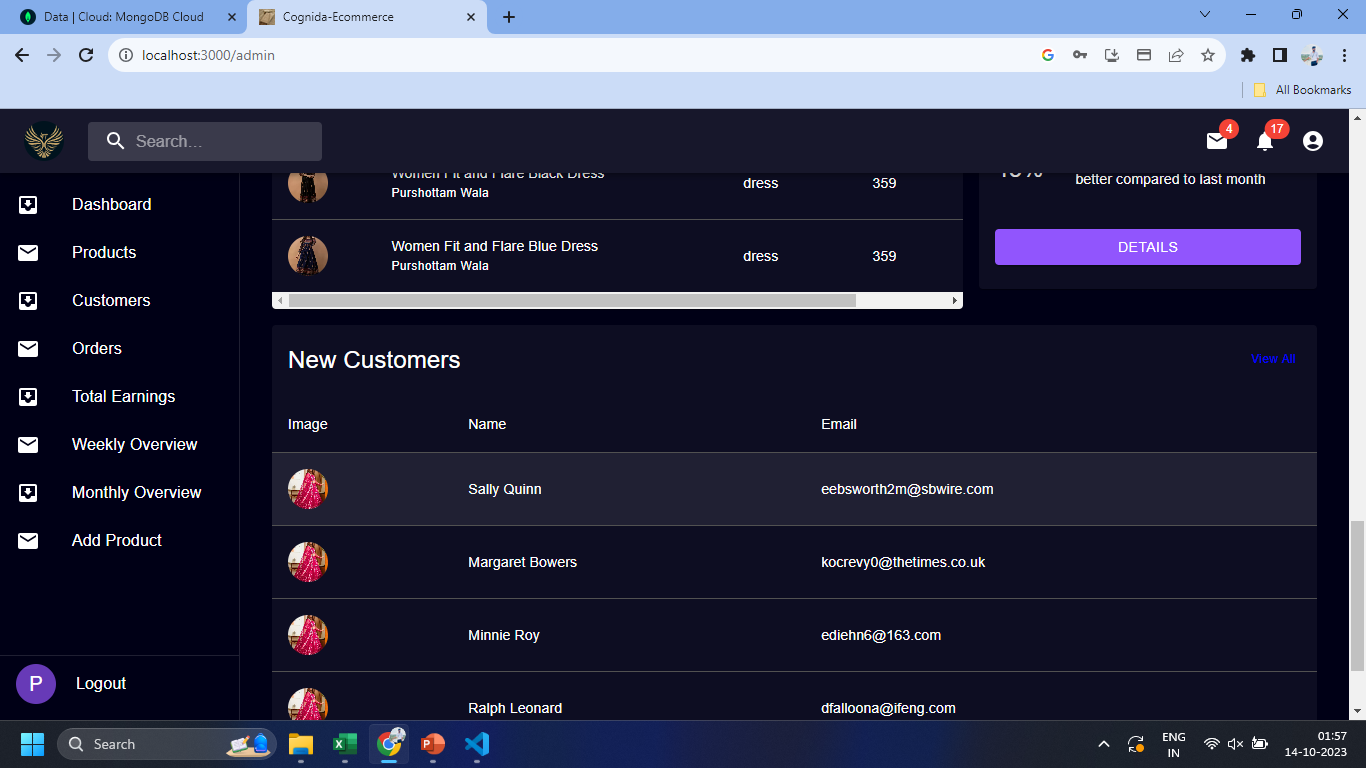 Data | Cloud: MongoDB Cloud
Cognida-Ecommerce
localhost:3000/admin
All Bookmarks
Search...
4
17
Dashboard
Products
Customers
Orders
Total Earnings
Weekly Overview
Monthly Overview
Add Product
P
Logout
Women Fit and Flare Black Dress
Purshottam Wala
dress
359
Women Fit and Flare Blue Dress
Purshottam Wala
dress
359
better compared to last month
DETAILS
New Customers
View All
Image Name Email
Sally Quinn eebsworth2m@sbwire.com
Margaret Bowers kocrevy0@thetimes.co.uk
Minnie Roy ediehn6@163.com
Ralph Leonard dfalloona@ifeng.com
Search
ENG
IN
01:57
14-10-2023